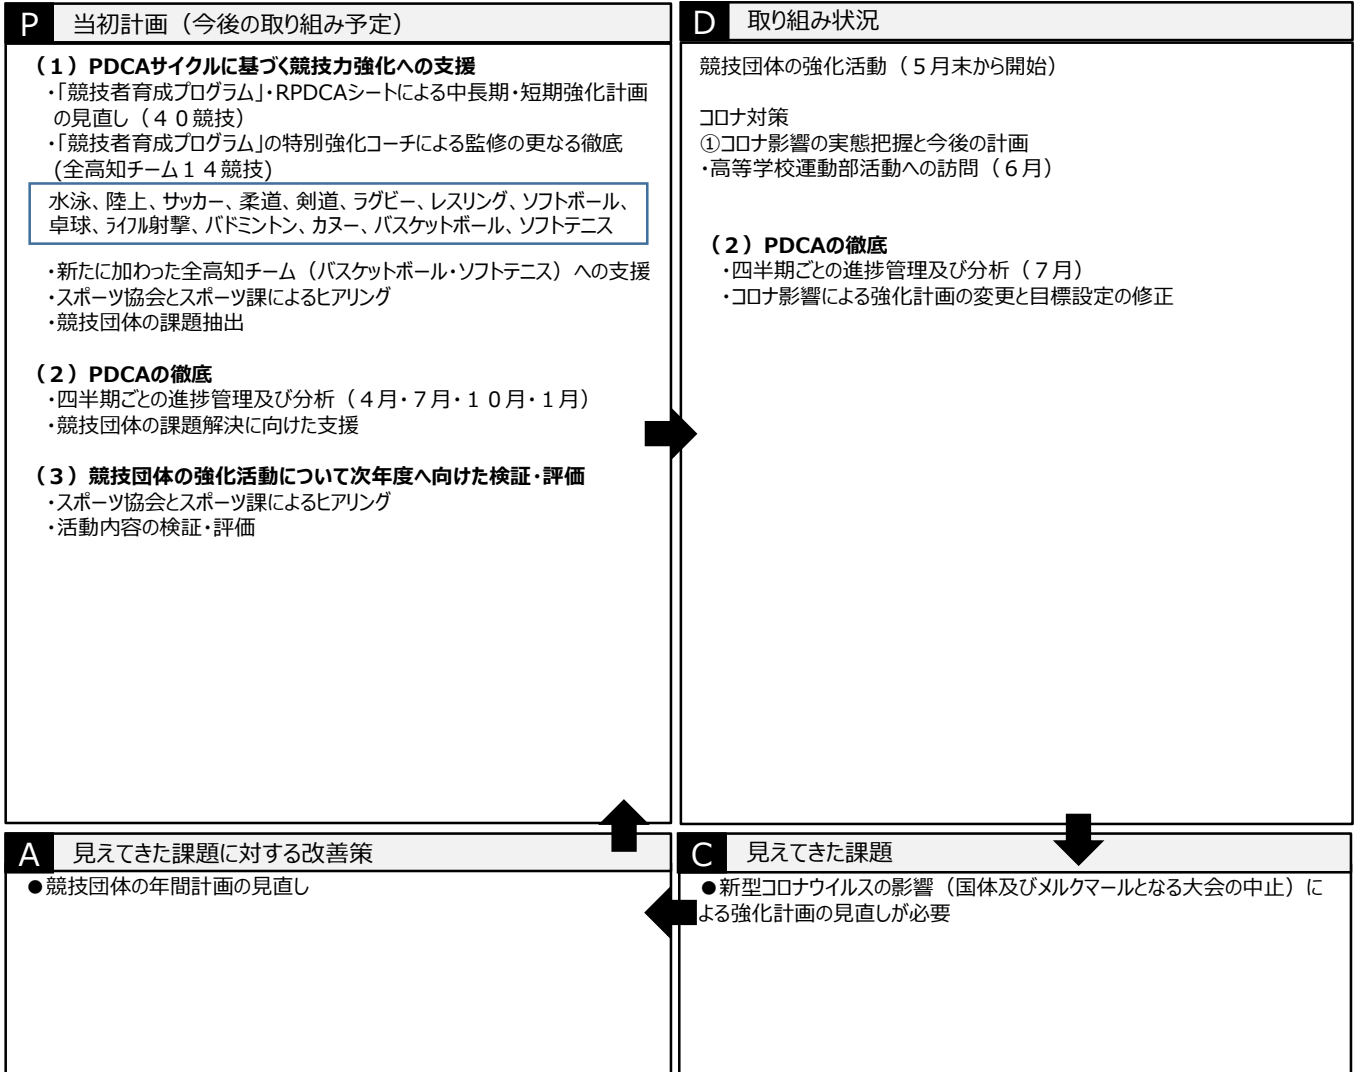 P 当初計画（今後の取り組み予定）
（１）PDCAサイクルに基づく競技力強化への支援
・「競技者育成プログラム」・RPDCAシートによる中長期・短期強化計画
の見直し（４０競技）
・「競技者育成プログラム」の特別強化コーチによる監修の更なる徹底
(全高知チーム１４競技)
水泳、陸上、サッカー、柔道、剣道、ラグビー、レスリング、ソフトボール、
卓球、ライフル射撃、バドミントン、カヌー、バスケットボール、ソフトテニス
・新たに加わった全高知チーム（バスケットボール・ソフトテニス）への支援
・スポーツ協会とスポーツ課によるヒアリング
・競技団体の課題抽出
（２）PDCAの徹底
・四半期ごとの進捗管理及び分析（４月・７月・１０月・１月）
・競技団体の課題解決に向けた支援
（３）競技団体の強化活動について次年度へ向けた検証・評価
・スポーツ協会とスポーツ課によるヒアリング
・活動内容の検証・評価
D 取り組み状況
競技団体の強化活動（５月末から開始）
コロナ対策
①コロナ影響の実態把握と今後の計画
・高等学校運動部活動への訪問（６月）
（２）PDCAの徹底
・四半期ごとの進捗管理及び分析（７月）
・コロナ影響による強化計画の変更と目標設定の修正
A 見えてきた課題に対する改善策
●競技団体の年間計画の見直し
C 見えてきた課題
●新型コロナウイルスの影響（国体及びメルクマールとなる大会の中止）に
よる強化計画の見直しが必要